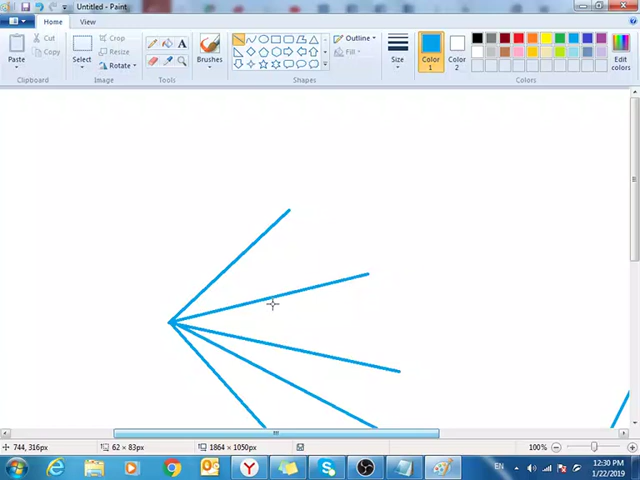 Untitled - Paint
Home View
Paste
Cut
Copy
Clipboard
Select
Crop
Resize
Rotate
Image
A
Tools
Brushes
Outline
Fill
Shapes
Size
Color 1
Color 2
Edit colors
Colors
744, 316px
62 × 83px
1864 × 1050px
100%
EN
12:30 PM
1/22/2019